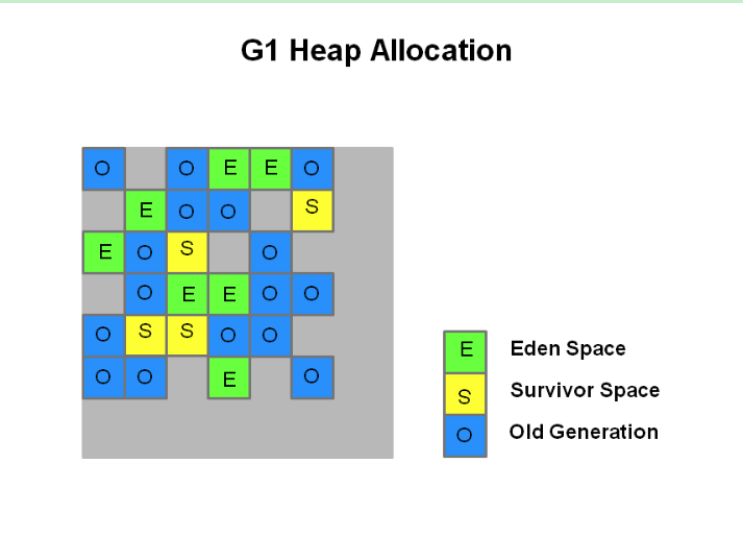 G1 Heap Allocation
O O E E O
E O O S
E O S O
O E E O O
O S S O O
O O E O
E Eden Space
S Survivor Space
O Old Generation